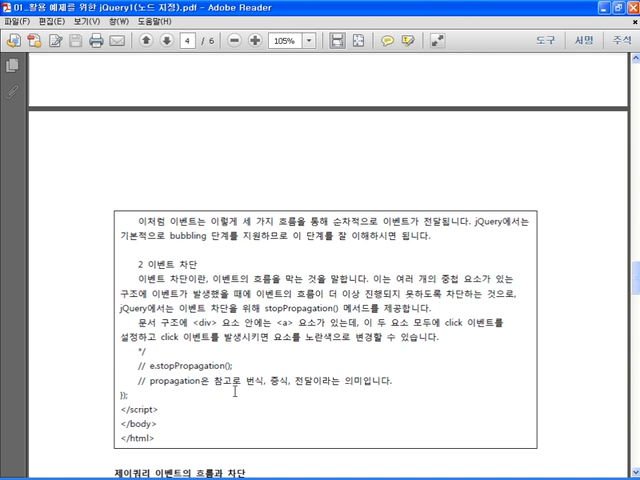 01_활용 예제를 위한 jQuery1(노드 지정).pdf - Adobe Reader
파일(F) 편집(E) 보기(V) 창(W) 도움말(H)
4 / 6 105% 도구 서명 주석
이처럼 이벤트는 이렇게 세 가지 흐름을 통해 순차적으로 이벤트가 전달됩니다. jQuery에서는
기본적으로 bubbling 단계를 지원하므로 이 단계를 잘 이해하시면 됩니다.
2 이벤트 차단
이벤트 차단이란, 이벤트의 흐름을 막는 것을 말합니다. 이는 여러 개의 중첩 요소가 있는
구조에 이벤트가 발생했을 때에 이벤트의 흐름이 더 이상 진행되지 못하도록 차단하는 것으로,
jQuery에서는 이벤트 차단을 위해 stopPropagation() 메서드를 제공합니다.
문서 구조에 <div> 요소 안에는 <a> 요소가 있는데, 이 두 요소 모두에 click 이벤트를
설정하고 click 이벤트를 발생시키면 요소를 노란색으로 변경할 수 있습니다.
*/
// e.stopPropagation();
// propagation은 참고로 번식, 증식, 전달이라는 의미입니다.
});
</script>
</body>
</html>
제이쿼리 이벤트의 흐름과 차단